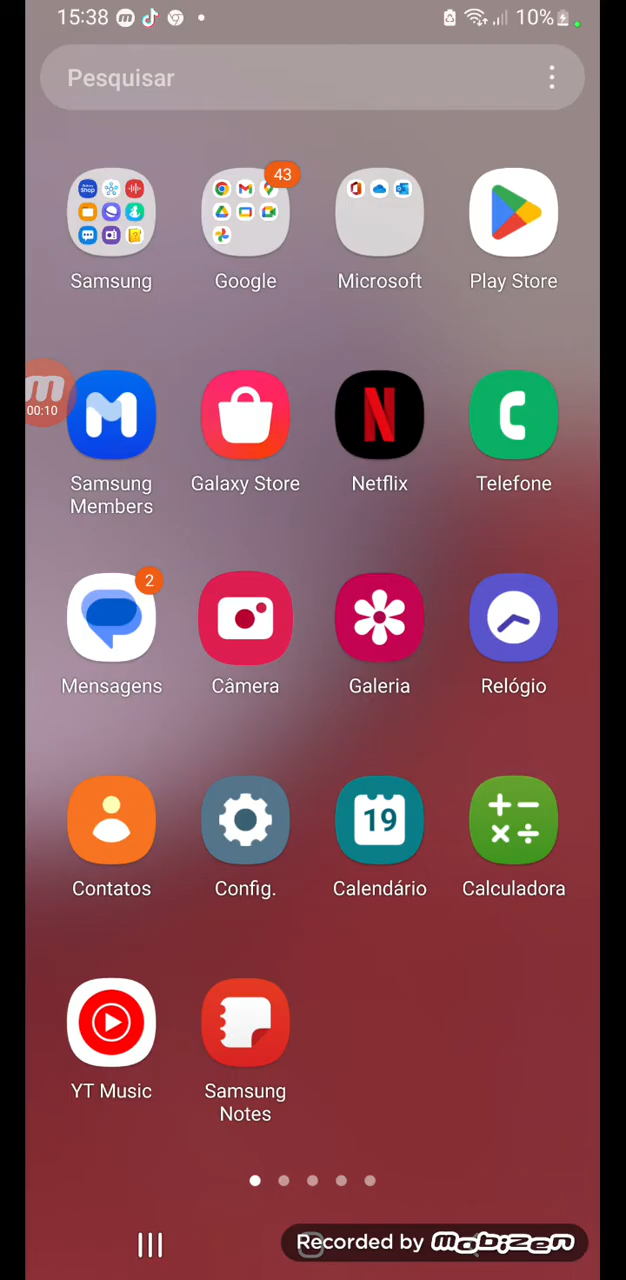 15:38
10%
Pesquisar
43
Samsung
Google
Microsoft
Play Store
00:10
Samsung
Members
Galaxy Store
Netflix
Telefone
2
Mensagens
Câmera
Galeria
Relógio
19
Contatos
Config.
Calendário
Calculadora
YT Music
Samsung
Notes
Recorded by mobizen